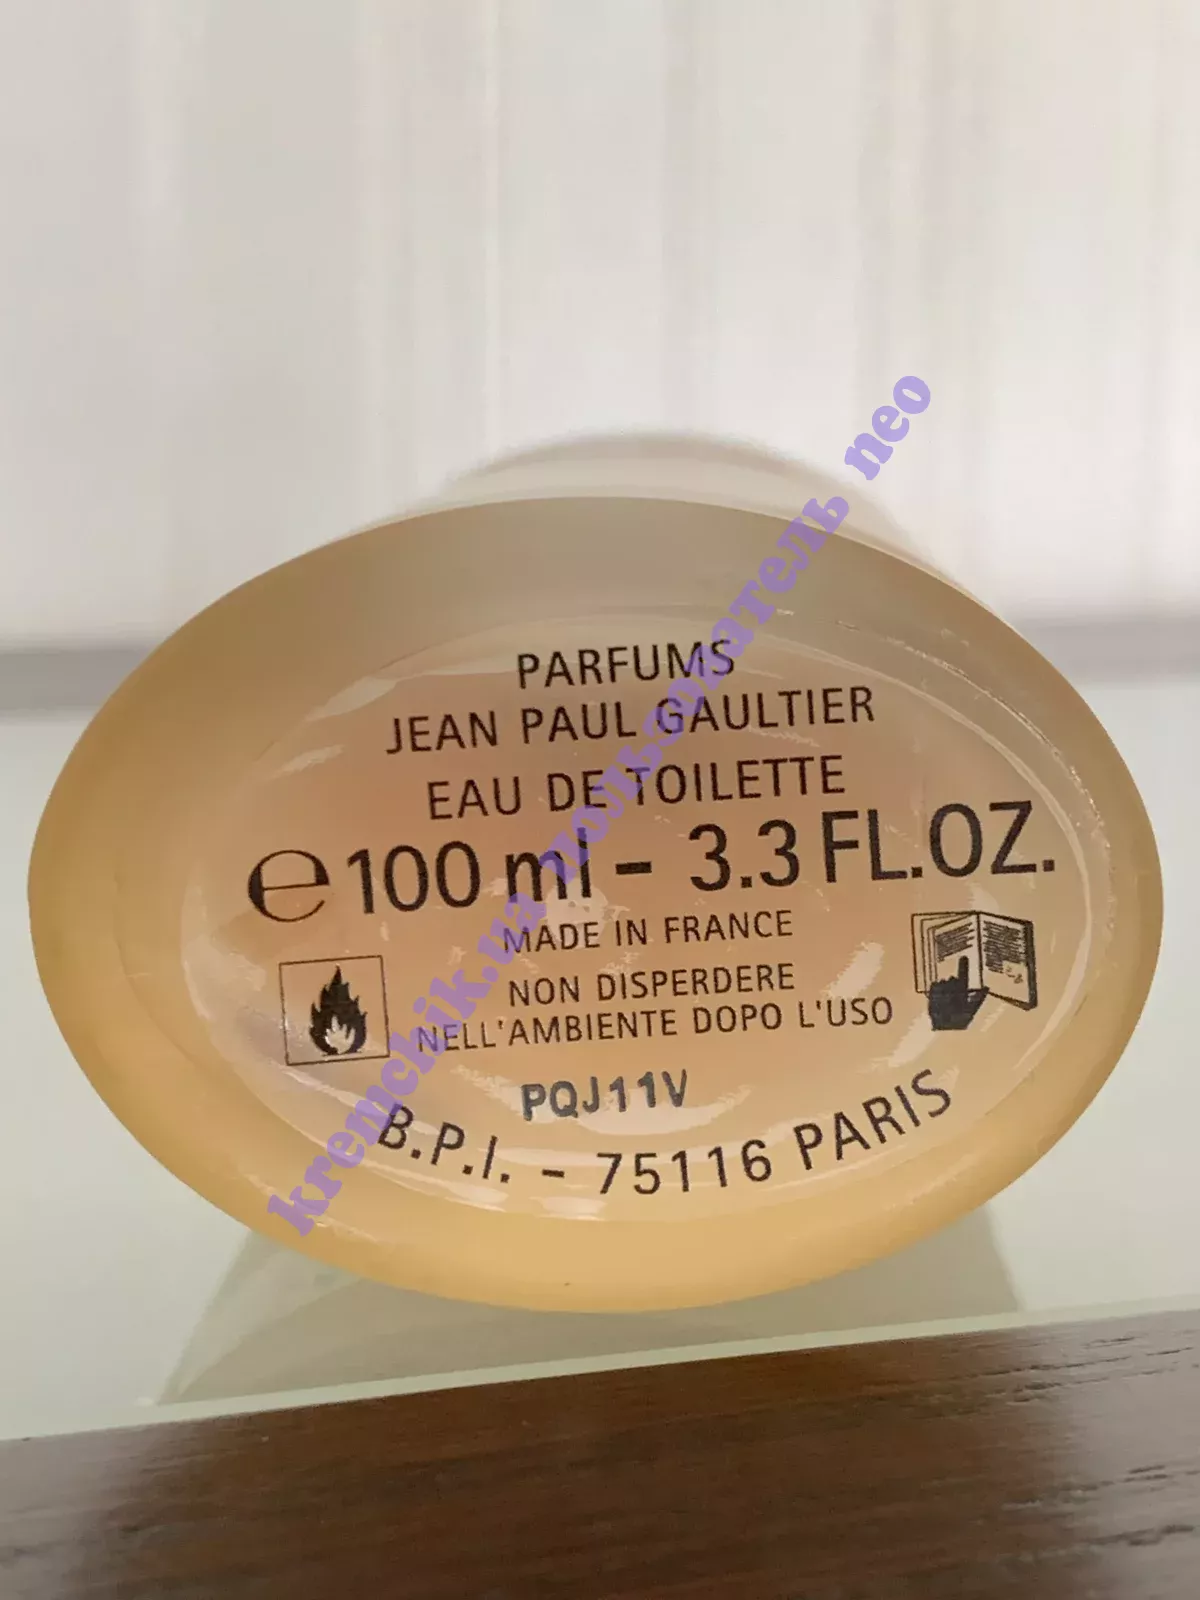 PARFUMS
JEAN PAUL GAULTIER
EAU DE TOILETTE
℮ 100 ml - 3.3 FL.OZ.
MADE IN FRANCE
NON DISPERDERE
NELL'AMBIENTE DOPO L'USO
PQJ11V
B.P.I. - 75116 PARIS
kremchik.ua пользователь neo